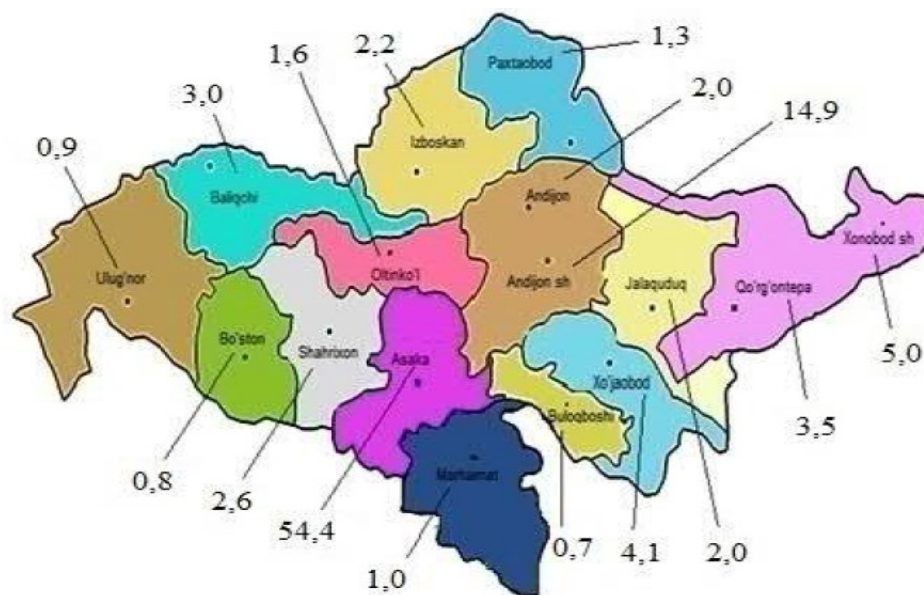 1,3
2,2
Paxtaobod
1,6
2,0
3,0
14,9
Izboskan
0,9
Baliqchi
Andijon
Xonobod sh
Ulug'nor
Oltinko'l
Andijon sh
Jalaquduq
Qo'rg'ontepa
Bo'ston
Shahrixon
Asaka
Xo'jaobod
5,0
Buloqboshi
3,5
Marhamat
0,8
2,6
54,4
0,7
4,1
2,0
1,0